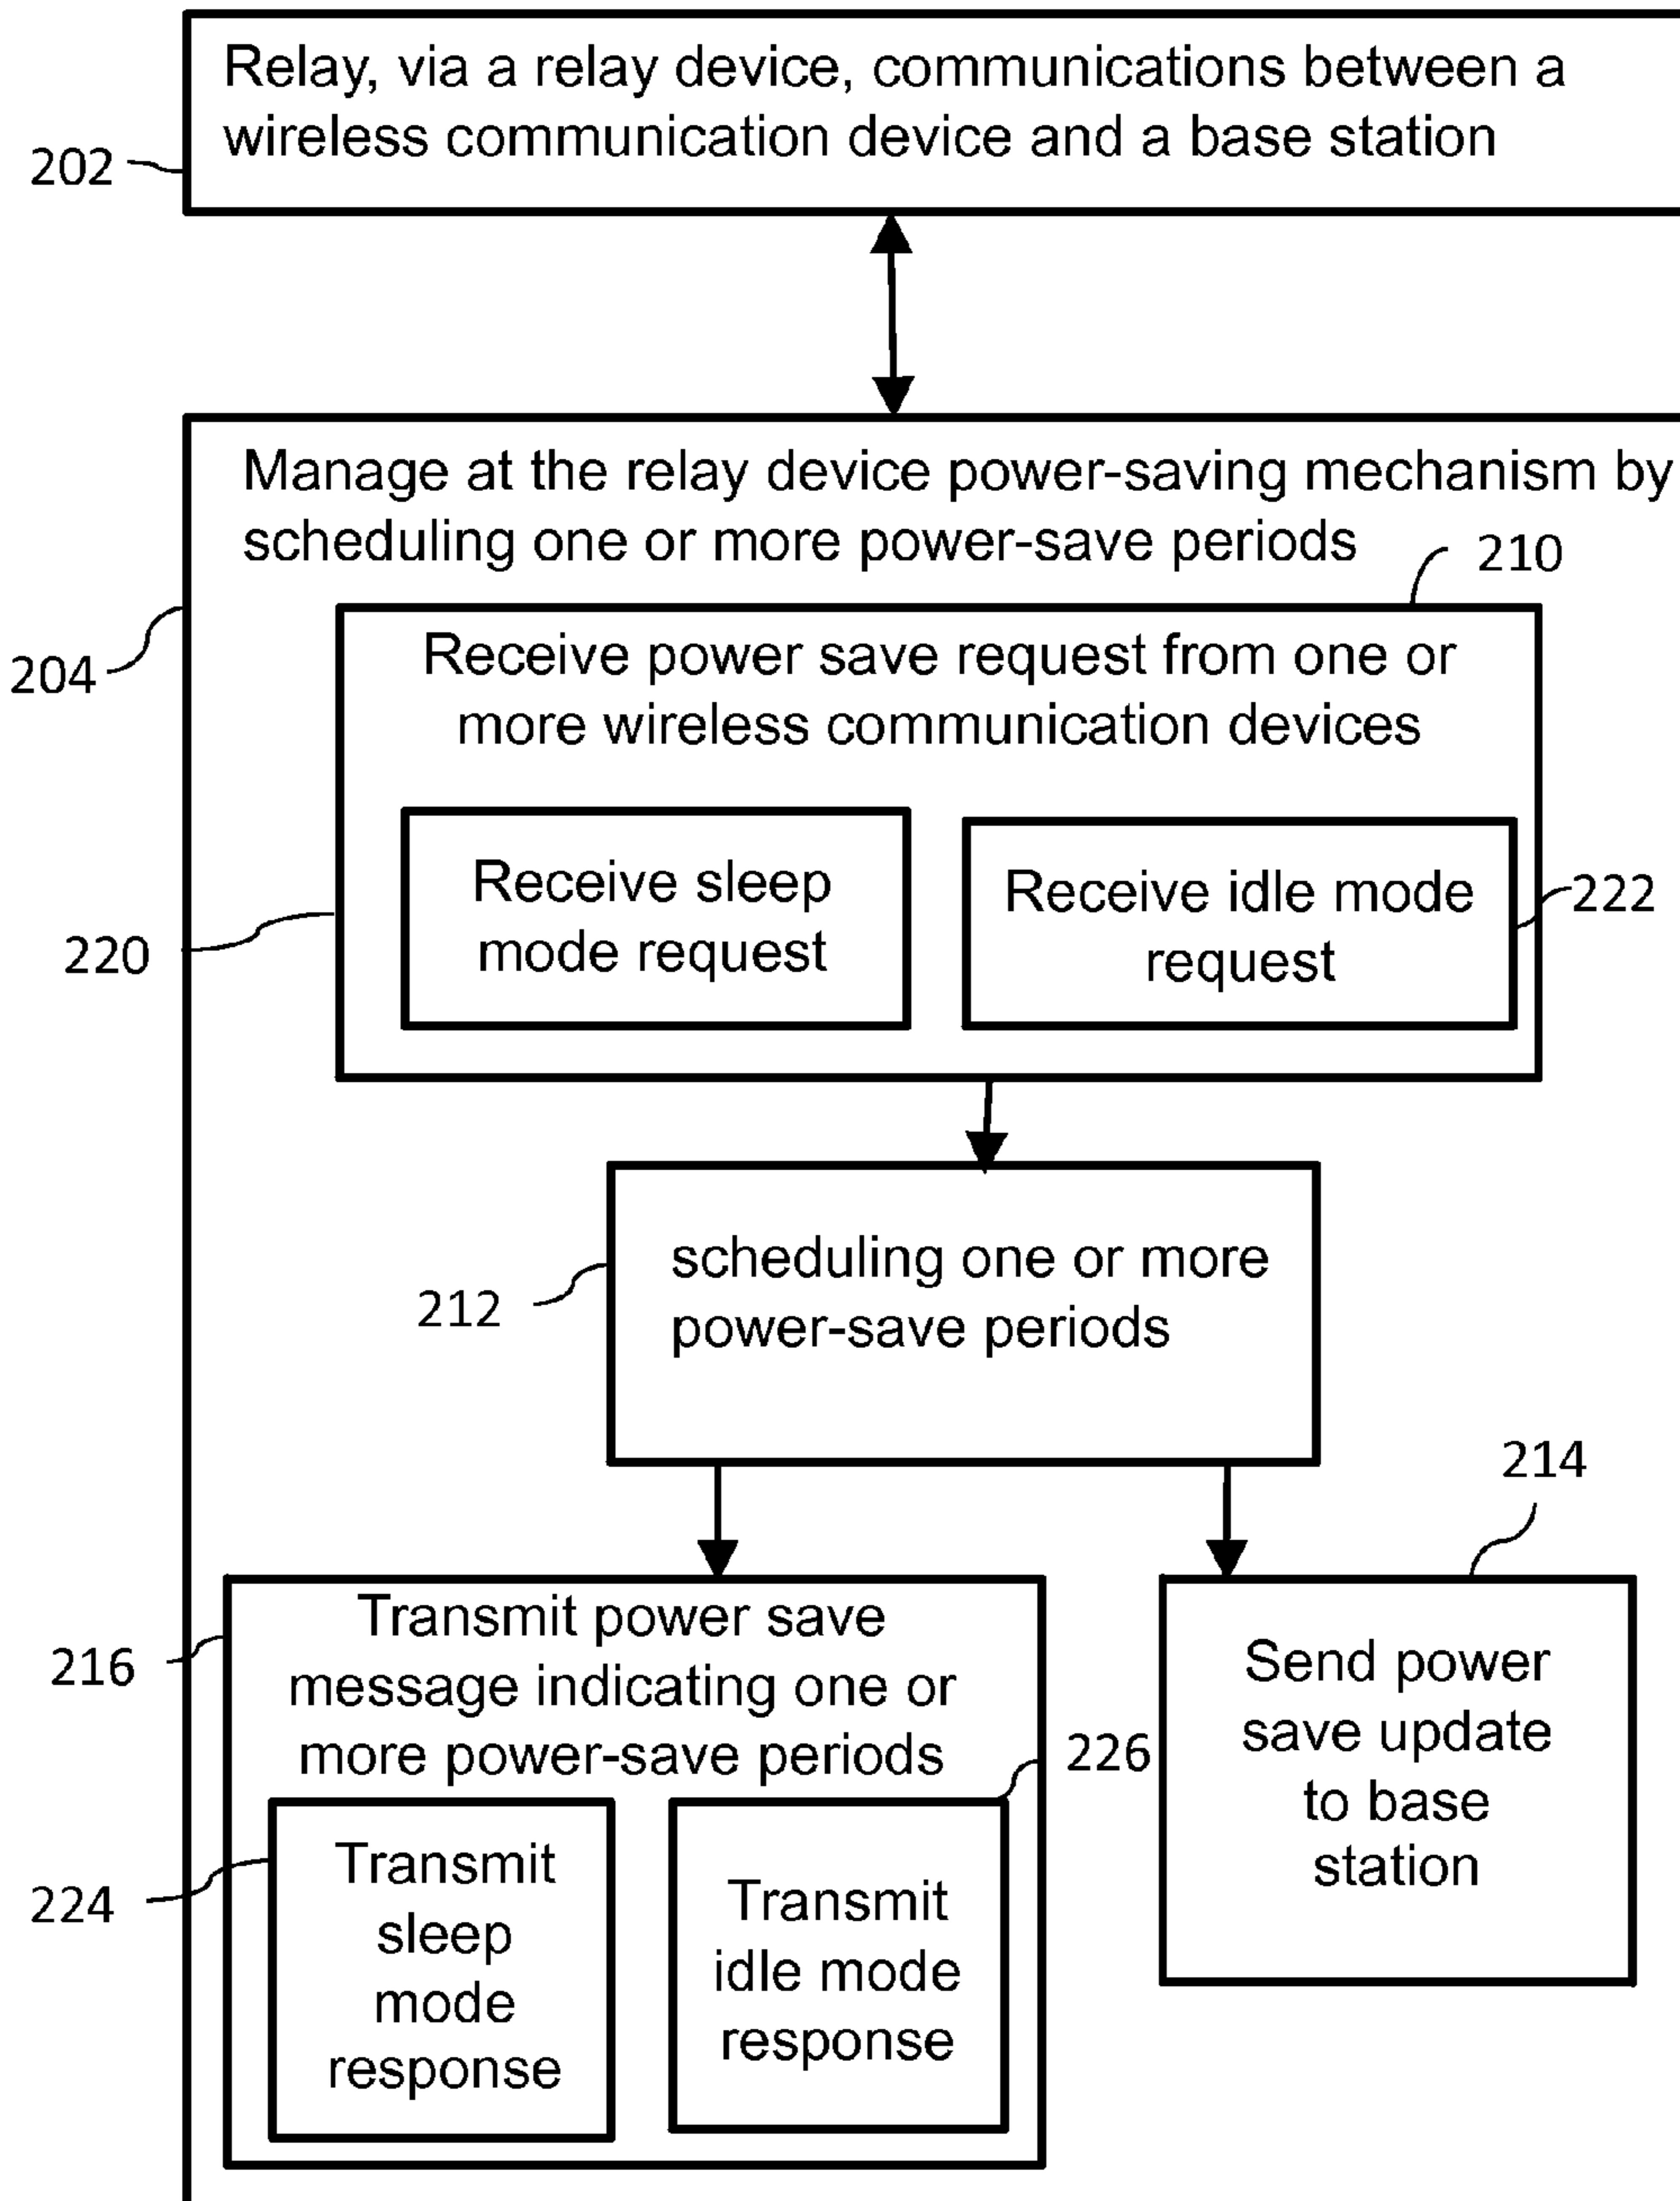 Relay, via a relay device, communications between a
wireless communication device and a base station
202
Manage at the relay device power-saving mechanism by
scheduling one or more power-save periods
210
204
Receive power save request from one or
more wireless communication devices
Receive sleep
mode request
Receive idle mode
request
222
220
scheduling one or more
power-save periods
212
214
Transmit power save
message indicating one or
more power-save periods
216
226
Send power
save update
to base
station
Transmit
sleep
mode
response
224
Transmit
idle mode
response